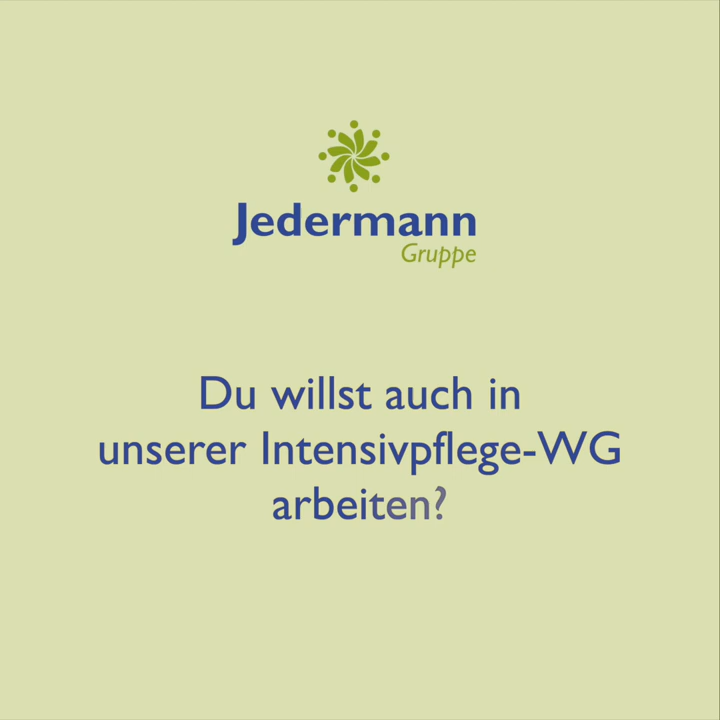 Jedermann
Gruppe
Du willst auch in
unserer Intensivpflege-WG
arbeiten?